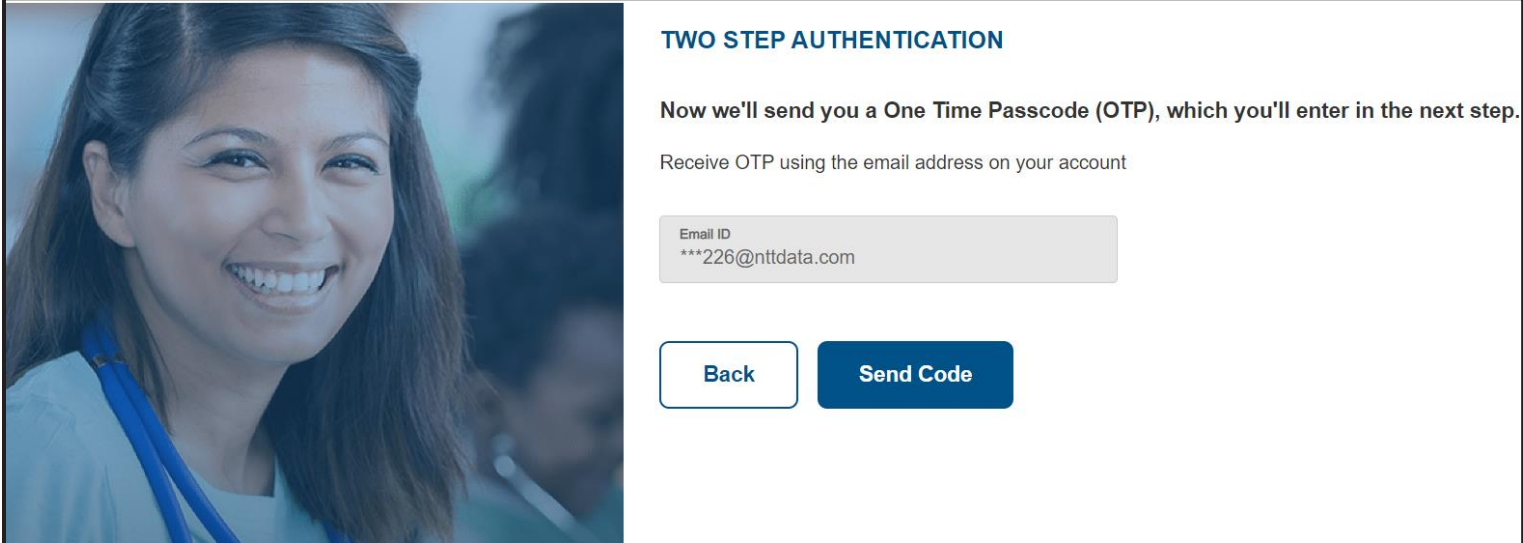 TWO STEP AUTHENTICATION
Now we'll send you a One Time Passcode (OTP), which you'll enter in the next step.
Receive OTP using the email address on your account
Email ID
***226@nttdata.com
Back
Send Code